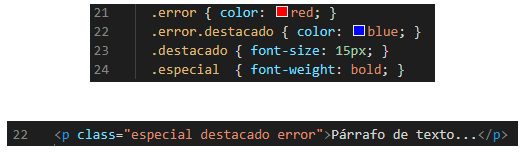 21 .error { color: red; }
22 .error.destacado { color: blue; }
23 .destacado { font-size: 15px; }
24 .especial  { font-weight: bold; }
22 <p class="especial destacado error">Párrafo de texto...</p>